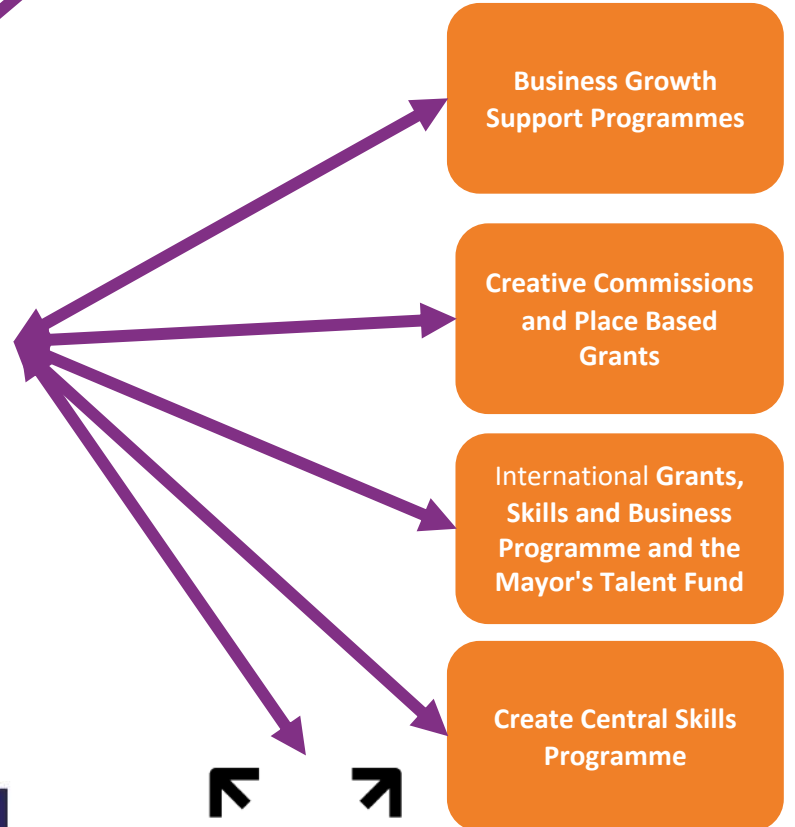 Business Growth
Support Programmes
Creative Commissions
and Place Based
Grants
International Grants,
Skills and Business
Programme and the
Mayor's Talent Fund
Create Central Skills
Programme